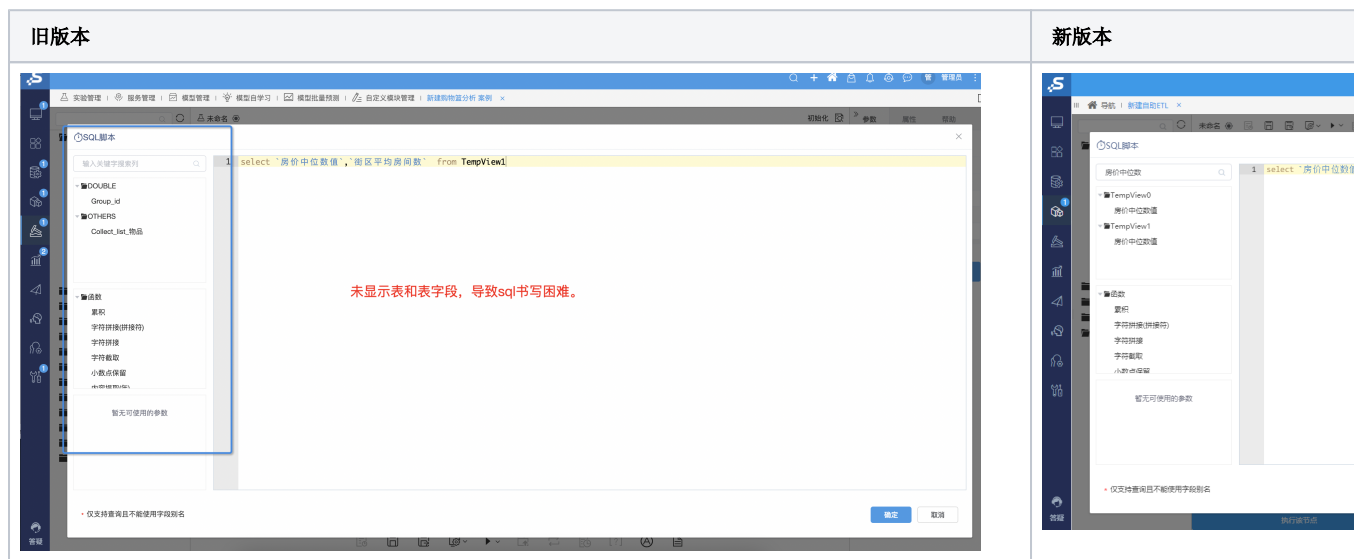 旧版本
新版本
管 管理员
实验管理 服务管理 模型管理 模型自学习 模型批量预测 自定义模块管理 新建购物篮分析 案例 ×
未命名
初始化 参数 属性 帮助
SQL脚本
输入关键字搜索列
1 select `房价中位数值`,`街区平均房间数` from TempView1
DOUBLE
Group_id
OTHERS
Collect_list_物品
未显示表和表字段，导致sql书写困难。
函数
累积
字符拼接(拼接符)
字符拼接
字符截取
小数点保留
暂无可使用的参数
• 仅支持查询且不能使用字段别名
确定 取消
答疑
导航 新建自助ETL ×
未命名
SQL脚本
房价中位数
1 select `房价中位数值
TempView0
房价中位数值
TempView1
房价中位数值
函数
累积
字符拼接(拼接符)
字符拼接
字符截取
小数点保留
暂无可使用的参数
• 仅支持查询且不能使用字段别名
执行该节点
答疑